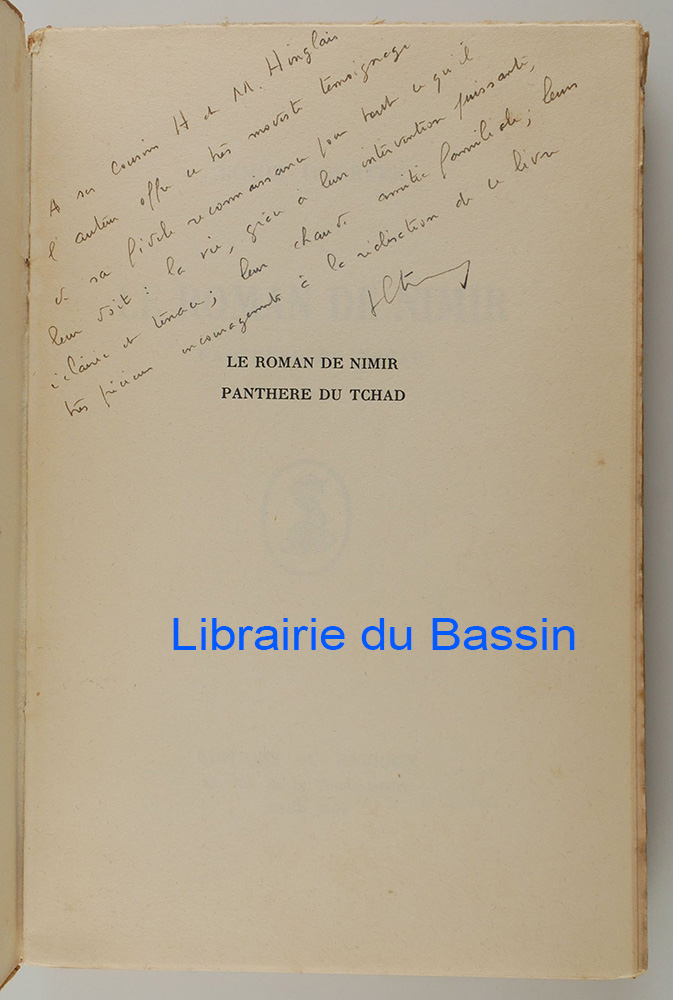 A ses cousins H et M. Hinglais
l'auteur offre ce très modeste témoignage
de sa fidèle reconnaissance pour tout ce qu'il
leur doit : la vie, grâce à leur intervention puissante,
éclairée et tenace ; leur chaude amitié familiale ; leurs
très précieux encouragements à la réalisation de ce livre
LE ROMAN DE NIMIR
PANTHERE DU TCHAD
Librairie du Bassin